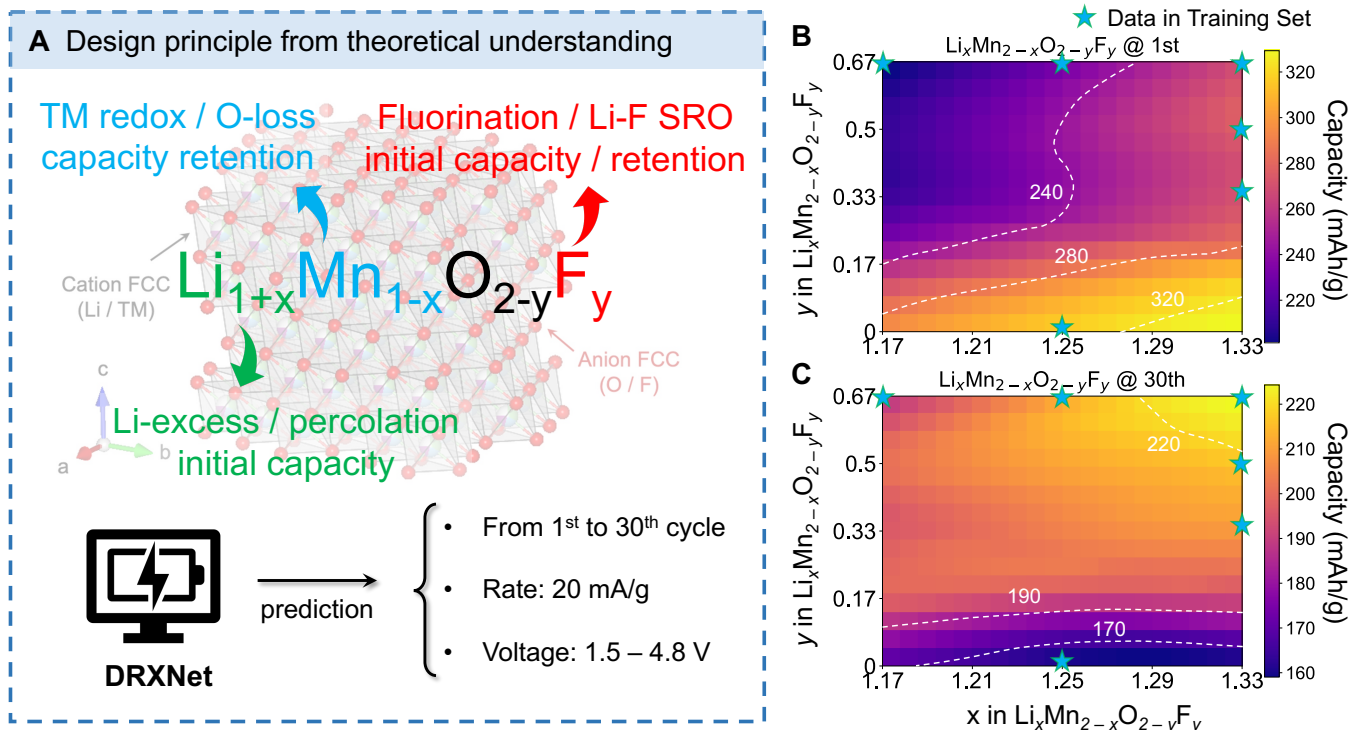 A Design principle from theoretical understanding
TM redox / O-loss
capacity retention
Fluorination / Li-F SRO
initial capacity / retention
Cation FCC
(Li / TM)
Li1+xMn1-xO2-yFy
Anion FCC
(O / F)
c
a
b
Li-excess / percolation
initial capacity
DRXNet
prediction
• From 1st to 30th cycle
• Rate: 20 mA/g
• Voltage: 1.5 – 4.8 V
Data in Training Set
B
LixMn2−xO2−yFy @ 1st
y in LixMn2−xO2−yFy
0.67
0.5
0.33
0.17
0
240
280
320
1.17
1.21
1.25
1.29
1.33
320
300
280
260
240
220
Capacity (mAh/g)
C
LixMn2−xO2−yFy @ 30th
y in LixMn2−xO2−yFy
0.67
0.5
0.33
0.17
0
220
190
170
1.17
1.21
1.25
1.29
1.33
x in LixMn2−xO2−yFy
220
210
200
190
180
170
160
Capacity (mAh/g)